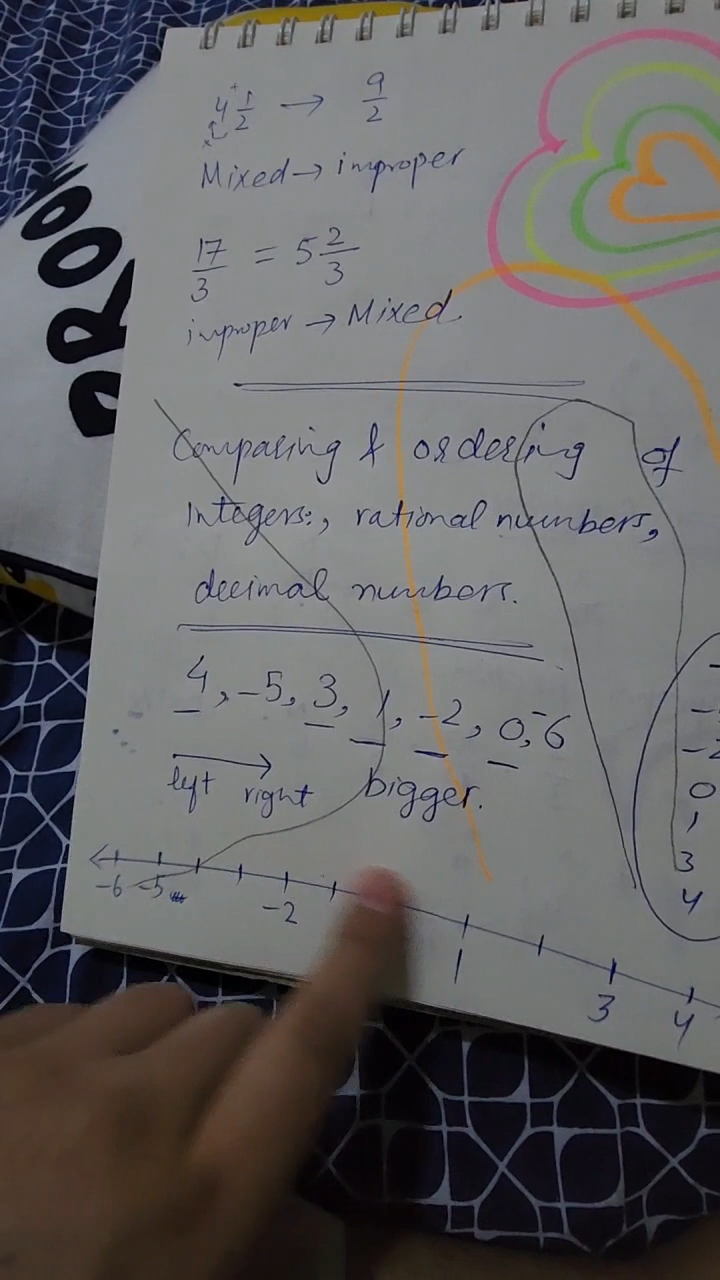 4 1/2 → 9/2
Mixed → improper
17/3 = 5 2/3
improper → Mixed.
Comparing & ordering of
Integers:, rational numbers,
decimal numbers.
4, -5, 3, 1, -2, 0, -6
left right bigger.
-6 -5 -2 1 3 4
0
1
3
4